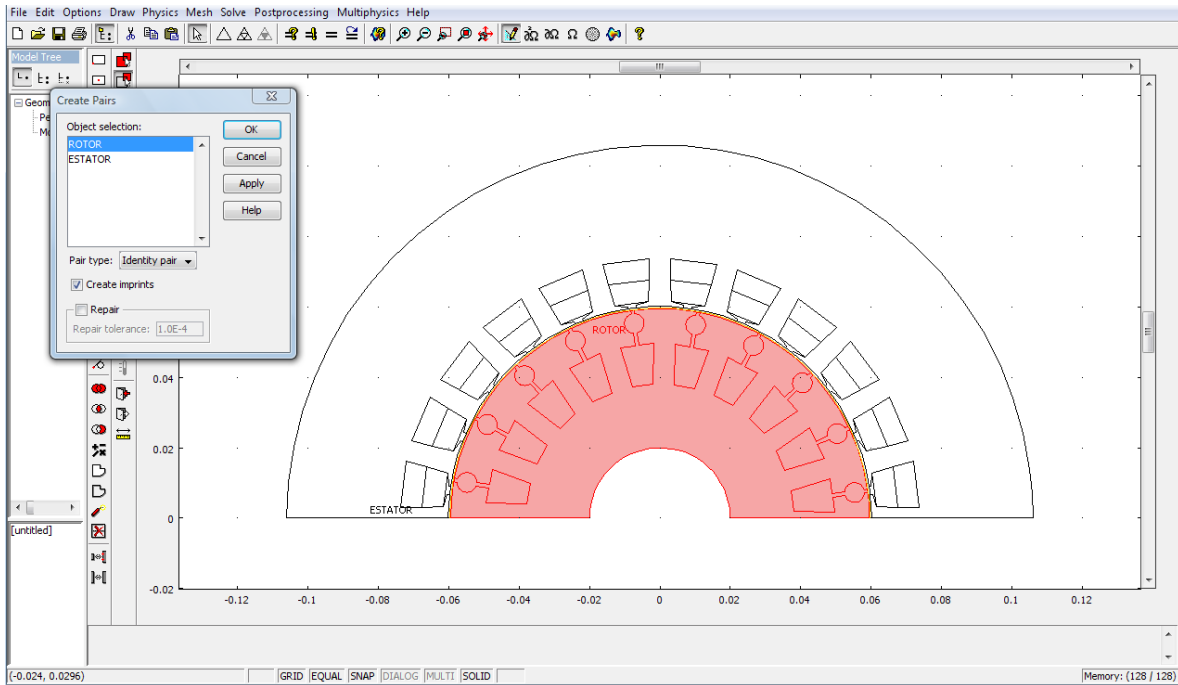 File Edit Options Draw Physics Mesh Solve Postprocessing Multiphysics Help
Model Tree
Geom
Pe
Mo
Create Pairs
Object selection:
ROTOR
ESTATOR
OK
Cancel
Apply
Help
Pair type: Identity pair
Create imprints
Repair
Repair tolerance: 1.0E-4
[untitled]
ROTOR
ESTATOR
0.04
0.02
0
-0.02
-0.12 -0.1 -0.08 -0.06 -0.04 -0.02 0 0.02 0.04 0.06 0.08 0.1 0.12
(-0.024, 0.0296) GRID EQUAL SNAP DIALOG MULTI SOLID Memory: (128 / 128)